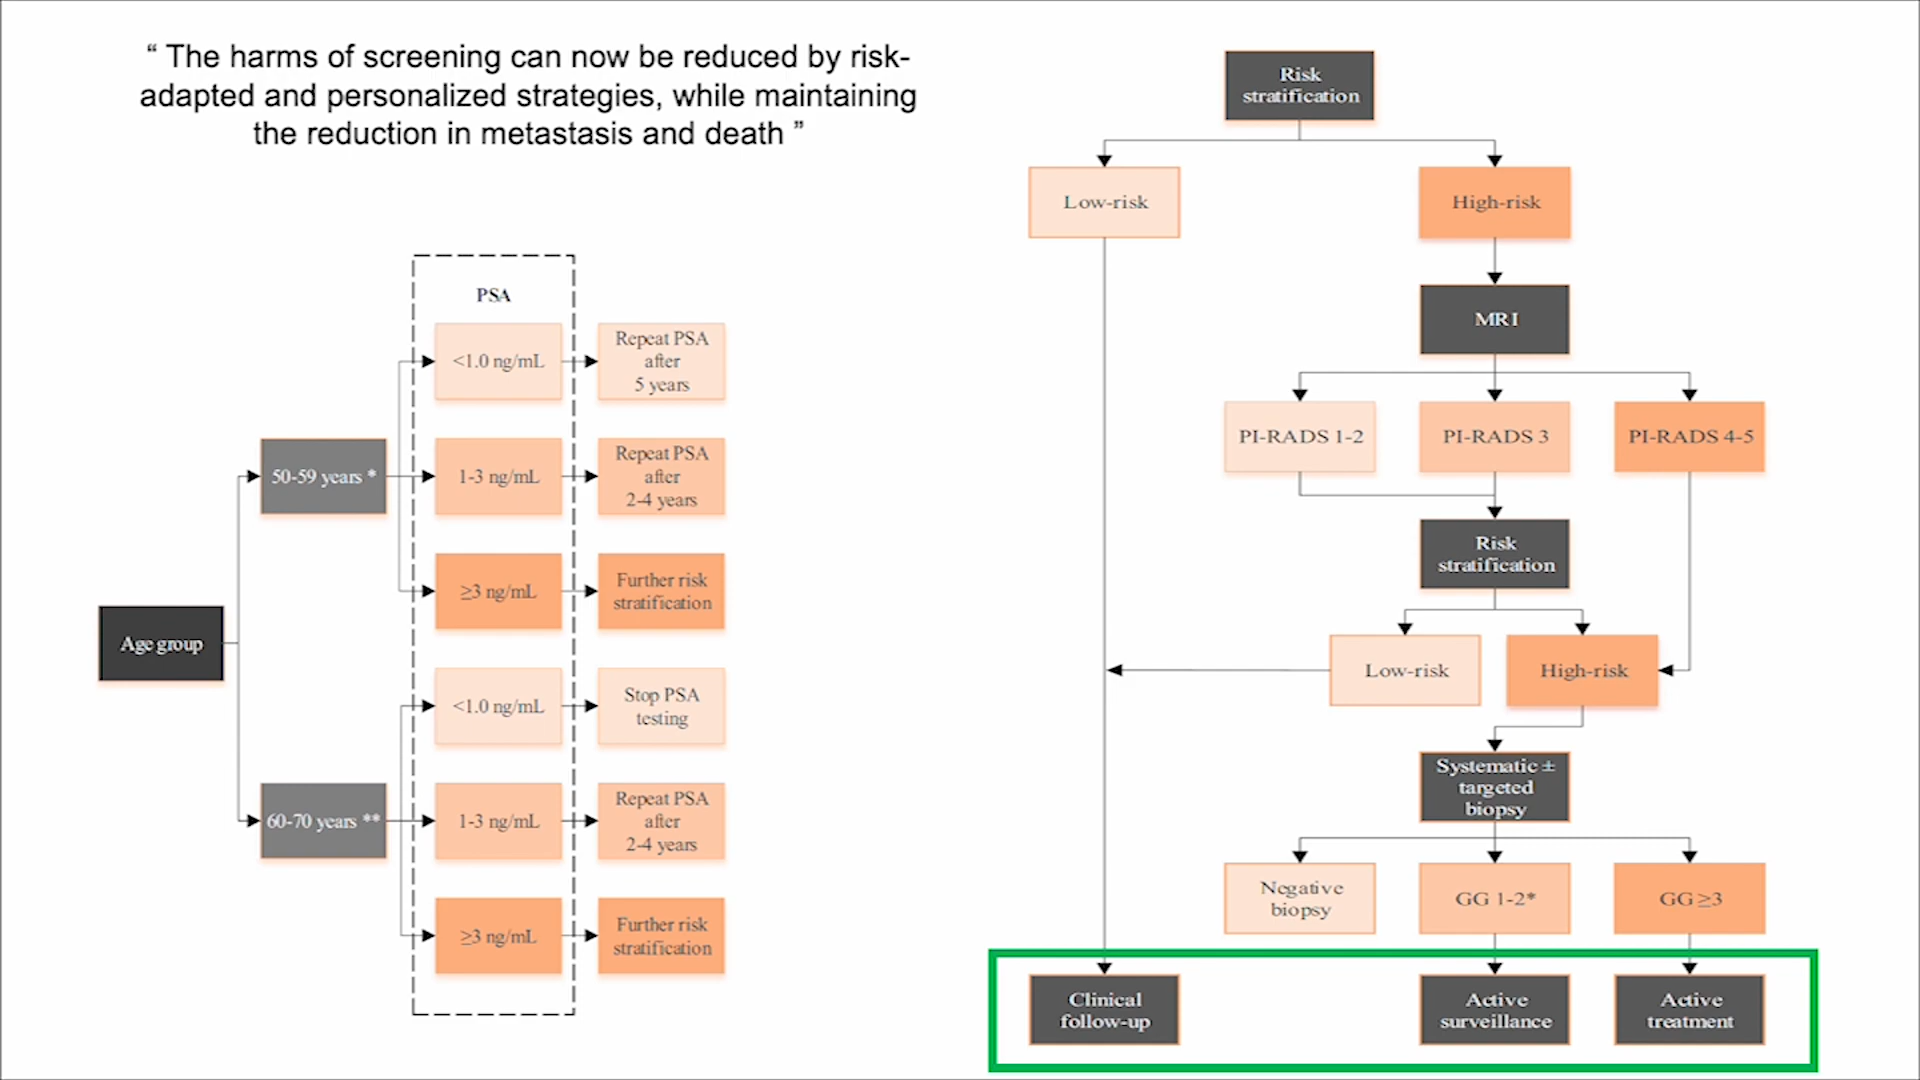 “ The harms of screening can now be reduced by risk-
adapted and personalized strategies, while maintaining
the reduction in metastasis and death ”
PSA
Age group
50-59 years *
<1.0 ng/mL
Repeat PSA
after
5 years
1-3 ng/mL
Repeat PSA
after
2-4 years
≥3 ng/mL
Further risk
stratification
60-70 years **
<1.0 ng/mL
Stop PSA
testing
1-3 ng/mL
Repeat PSA
after
2-4 years
≥3 ng/mL
Further risk
stratification
Risk
stratification
Low-risk
High-risk
MRI
PI-RADS 1-2
PI-RADS 3
PI-RADS 4-5
Risk
stratification
Low-risk
High-risk
Systematic ±
targeted
biopsy
Negative
biopsy
GG 1-2*
GG ≥3
Clinical
follow-up
Active
surveillance
Active
treatment